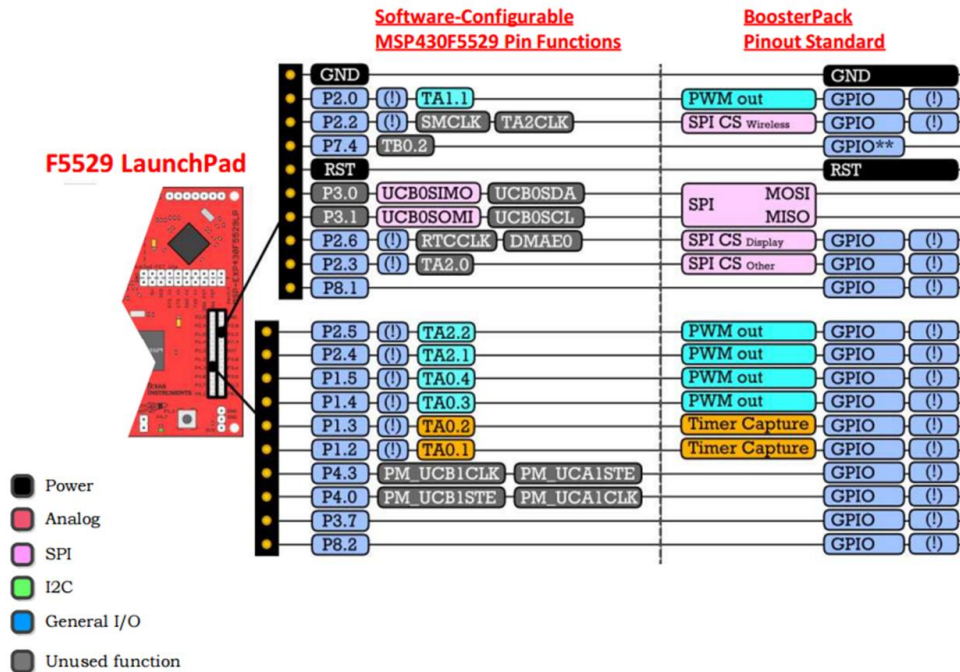 Software-Configurable
MSP430F5529 Pin Functions
BoosterPack
Pinout Standard
F5529 LaunchPad
GND GND
P2.0 (!) TA1.1 PWM out GPIO (!)
P2.2 (!) SMCLK TA2CLK SPI CS Wireless GPIO (!)
P7.4 TB0.2 GPIO**
RST RST
P3.0 UCB0SIMO UCB0SDA SPI MOSI
P3.1 UCB0SOMI UCB0SCL MISO
P2.6 (!) RTCCLK DMAE0 SPI CS Display GPIO (!)
P2.3 (!) TA2.0 SPI CS Other GPIO (!)
P8.1 GPIO (!)
P2.5 (!) TA2.2 PWM out GPIO (!)
P2.4 (!) TA2.1 PWM out GPIO (!)
P1.5 (!) TA0.4 PWM out GPIO (!)
P1.4 (!) TA0.3 PWM out GPIO (!)
P1.3 (!) TA0.2 Timer Capture GPIO (!)
P1.2 (!) TA0.1 Timer Capture GPIO (!)
P4.3 PM_UCB1CLK PM_UCA1STE GPIO (!)
P4.0 PM_UCB1STE PM_UCA1CLK GPIO (!)
P3.7 GPIO (!)
P8.2 GPIO (!)
Power
Analog
SPI
I2C
General I/O
Unused function